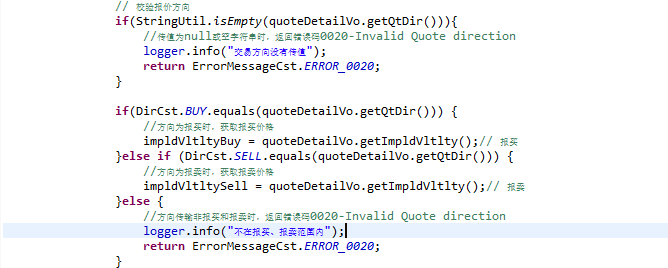 // 校验报价方向
if(StringUtil.isEmpty(quoteDetailVo.getQtDir())){
//传值为null或空字符串时，返回错误码0020-Invalid Quote direction
logger.info("交易方向没有传值");
return ErrorMessageCst.ERROR_0020;
}
if(DirCst.BUY.equals(quoteDetailVo.getQtDir())) {
//方向为报买时，获取报买价格
impldVltltyBuy = quoteDetailVo.getImpldVltlty();// 报买
}else if (DirCst.SELL.equals(quoteDetailVo.getQtDir())) {
//方向为报卖时，获取报卖价格
impldVltltySell = quoteDetailVo.getImpldVltlty();// 报卖
}else {
//方向传输非报买和报卖时，返回错误码0020-Invalid Quote direction
logger.info("不在报买、报卖范围内");
return ErrorMessageCst.ERROR_0020;
}